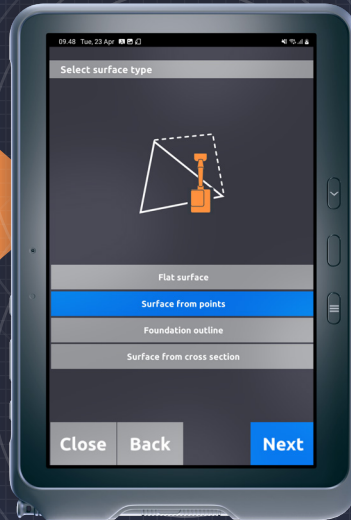 09.48 Tue, 23 Apr
Select surface type
Flat surface
Surface from points
Foundation outline
Surface from cross section
Close Back Next